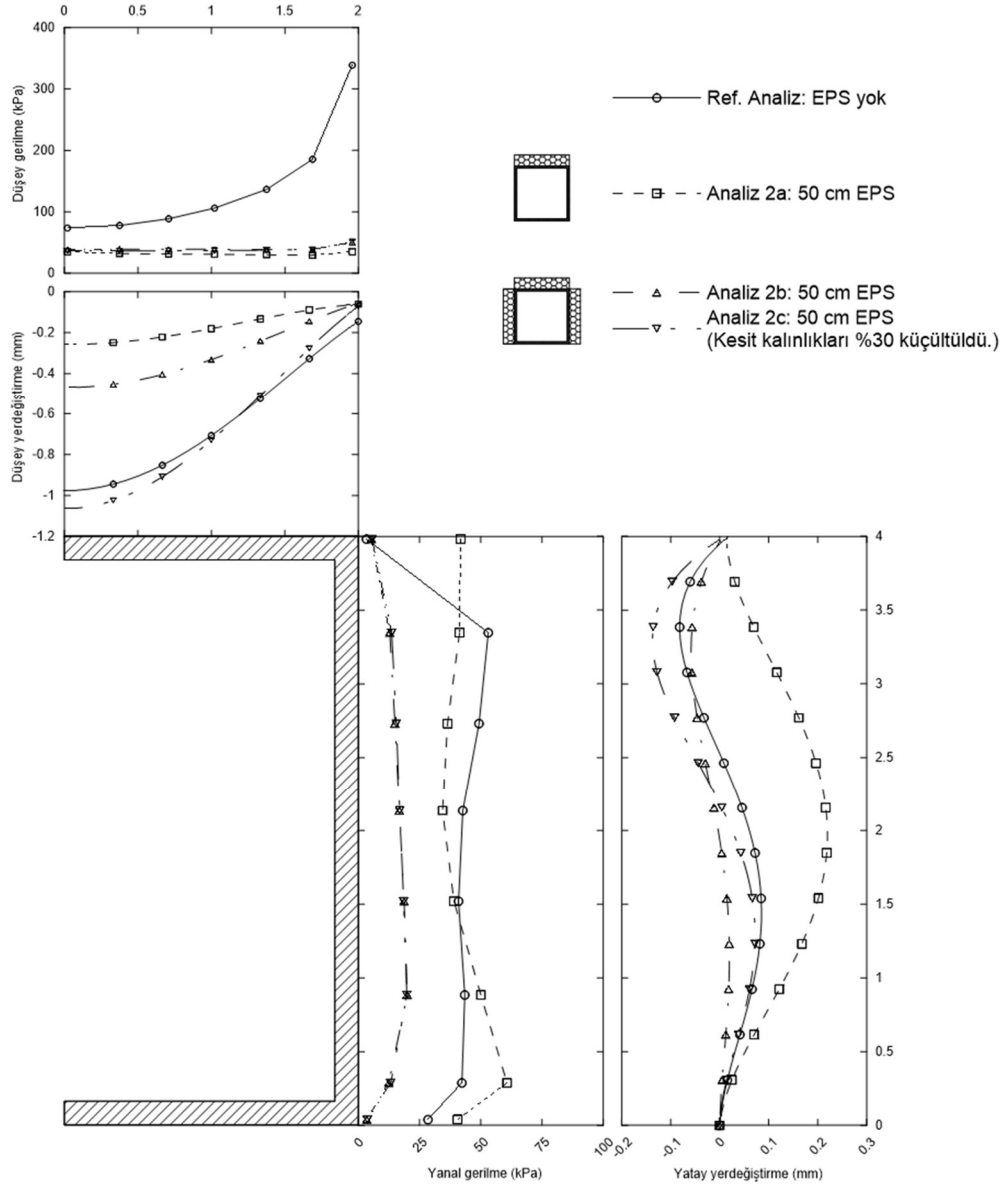 0 0.5 1 1.5 2
400
300
200
100
0
Düşey gerilme (kPa)
Ref. Analiz: EPS yok
Analiz 2a: 50 cm EPS
Analiz 2b: 50 cm EPS
Analiz 2c: 50 cm EPS
(Kesit kalınlıkları %30 küçültüldü.)
0
-0.2
-0.4
-0.6
-0.8
-1
-1.2
Düşey yerdeğiştirme (mm)
4
3.5
3
2.5
2
1.5
1
0.5
0
0 25 50 75 100
Yanal gerilme (kPa)
-0.2 -0.1 0 0.1 0.2 0.3
Yatay yerdeğiştirme (mm)